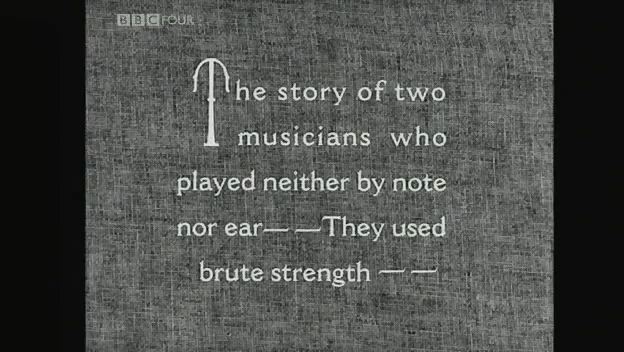 BBC FOUR
The story of two
musicians who
played neither by note
nor ear— —They used
brute strength — —